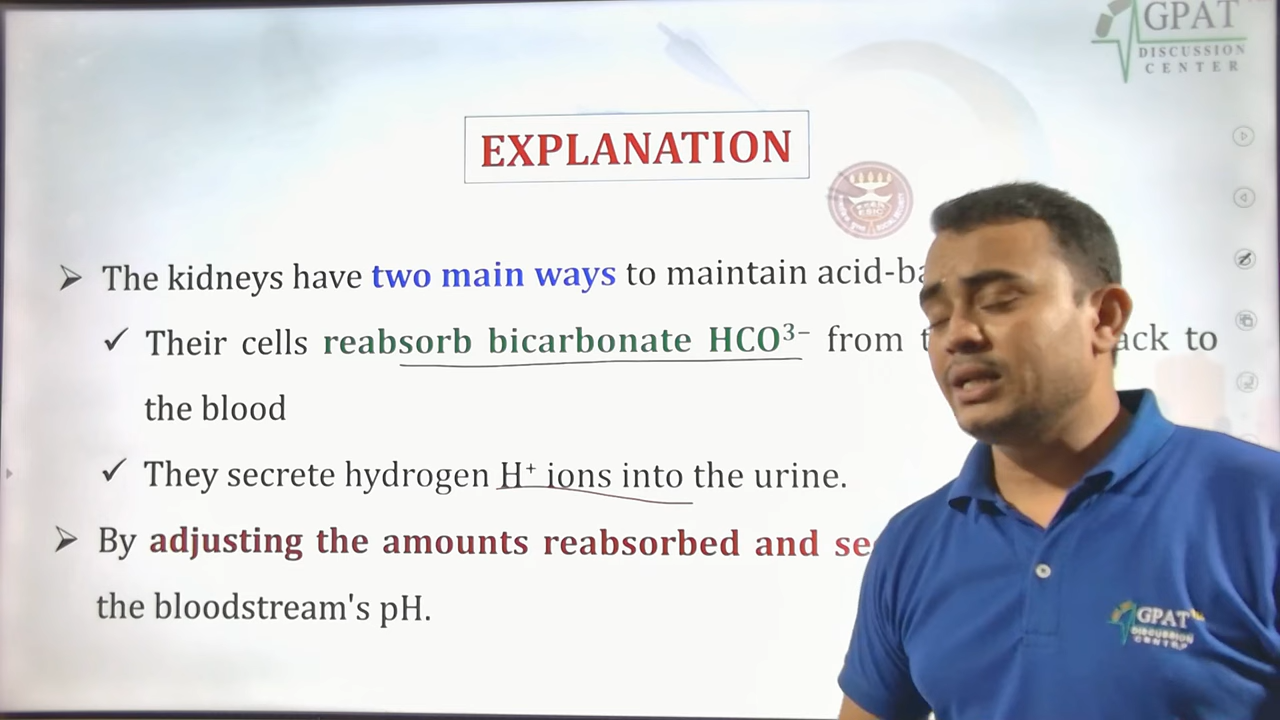 GPAT
DISCUSSION
CENTER
EXPLANATION
➢ The kidneys have two main ways to maintain acid-ba
✓ Their cells reabsorb bicarbonate HCO³⁻ from t ack to
the blood
✓ They secrete hydrogen H⁺ ions into the urine.
➢ By adjusting the amounts reabsorbed and se
the bloodstream's pH.
GPAT
DISCUSSION
CENTER